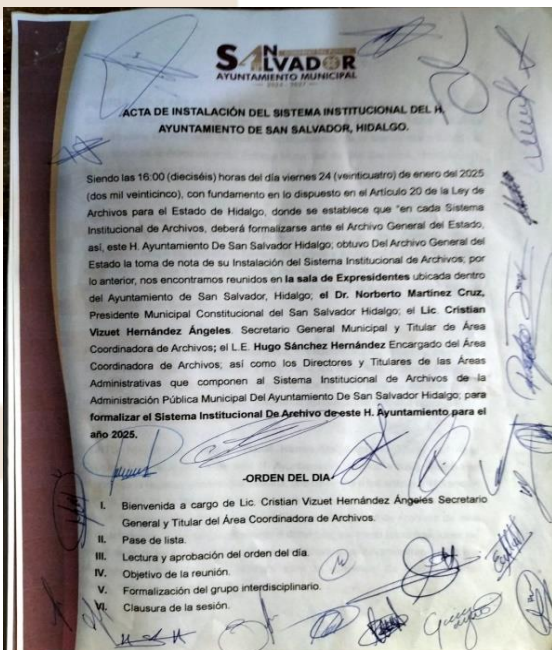 SAN
SALVADOR
AYUNTAMIENTO MUNICIPAL
2024 - 2027
ACTA DE INSTALACIÓN DEL SISTEMA INSTITUCIONAL DEL H.
AYUNTAMIENTO DE SAN SALVADOR, HIDALGO.
Siendo las 16:00 (dieciséis) horas del día viernes 24 (veinticuatro) de enero del 2025
(dos mil veinticinco), con fundamento en lo dispuesto en el Artículo 20 de la Ley de
Archivos para el Estado de Hidalgo, donde se establece que “en cada Sistema
Institucional de Archivos, deberá formalizarse ante el Archivo General del Estado,
así, este H. Ayuntamiento De San Salvador Hidalgo; obtuvo Del Archivo General del
Estado la toma de nota de su Instalación del Sistema Institucional de Archivos; por
lo anterior, nos encontramos reunidos en la sala de Expresidentes ubicada dentro
del Ayuntamiento de San Salvador, Hidalgo; el Dr. Norberto Martínez Cruz,
Presidente Municipal Constitucional del San Salvador Hidalgo; el Lic. Cristian
Vizuet Hernández Ángeles. Secretario General Municipal y Titular de Área
Coordinadora de Archivos; el L.E. Hugo Sánchez Hernández Encargado del Área
Coordinadora de Archivos; así como los Directores y Titulares de las Áreas
Administrativas que componen al Sistema Institucional de Archivos de la
Administración Pública Municipal Del Ayuntamiento De San Salvador Hidalgo; para
formalizar el Sistema Institucional De Archivo de este H. Ayuntamiento para el
año 2025.
-ORDEN DEL DIA-
I. Bienvenida a cargo de Lic. Cristian Vizuet Hernández Ángeles Secretario
General y Titular del Área Coordinadora de Archivos.
II. Pase de lista.
III. Lectura y aprobación del orden del día.
IV. Objetivo de la reunión.
V. Formalización del grupo interdisciplinario.
VI. Clausura de la sesión.